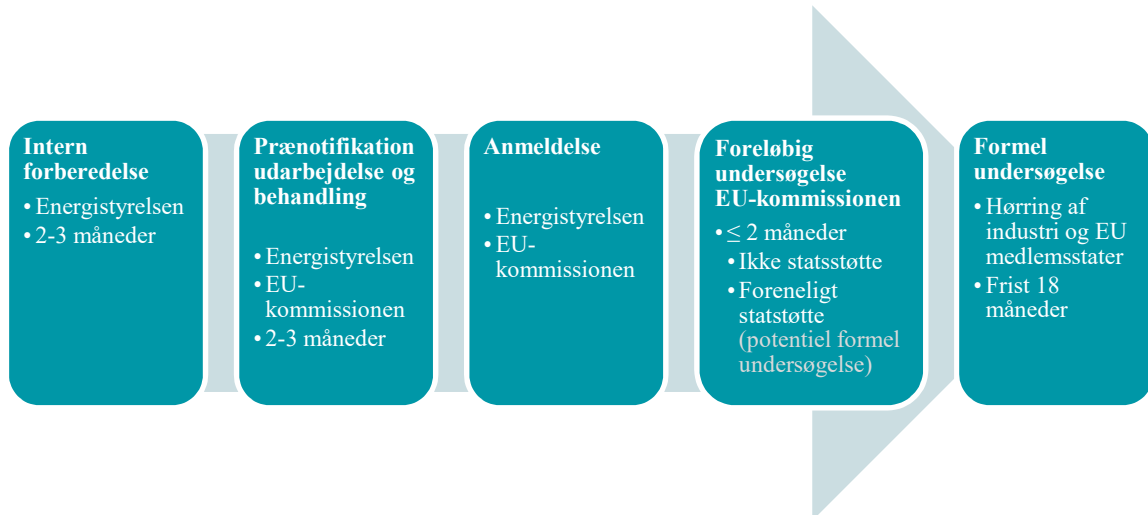 Intern
forberedelse
• Energistyrelsen
• 2-3 måneder
Prænotifikation
udarbejdelse og
behandling
• Energistyrelsen
• EU-
kommissionen
• 2-3 måneder
Anmeldelse
• Energistyrelsen
• EU-
kommissionen
Foreløbig
undersøgelse
EU-kommissionen
• ≤ 2 måneder
• Ikke statsstøtte
• Foreneligt
statstøtte
(potentiel formel
undersøgelse)
Formel
undersøgelse
• Hørring af
industri og EU
medlemsstater
• Frist 18
måneder